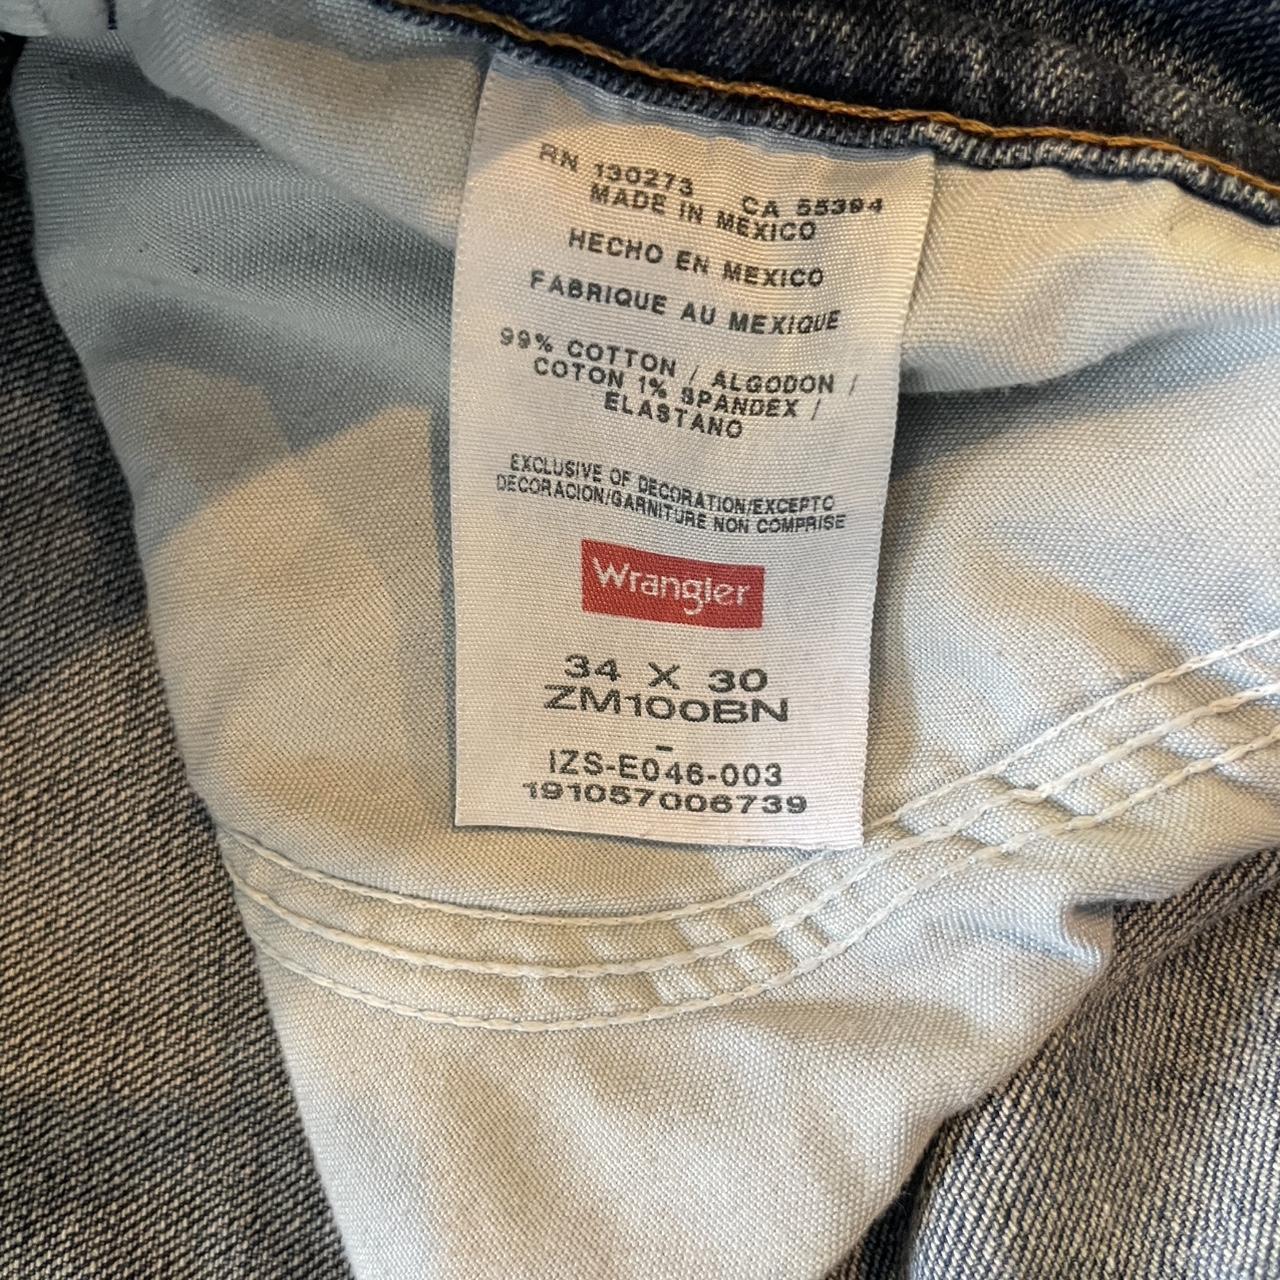 RN 130273 CA 55394
MADE IN MEXICO
HECHO EN MEXICO
FABRIQUE AU MEXIQUE
99% COTTON / ALGODON /
COTON 1% SPANDEX /
ELASTANO
EXCLUSIVE OF DECORATION/EXCEPTO
DECORACION/GARNITURE NON COMPRISE
Wrangler
34 X 30
ZM100BN
-
IZS-E046-003
191057006739